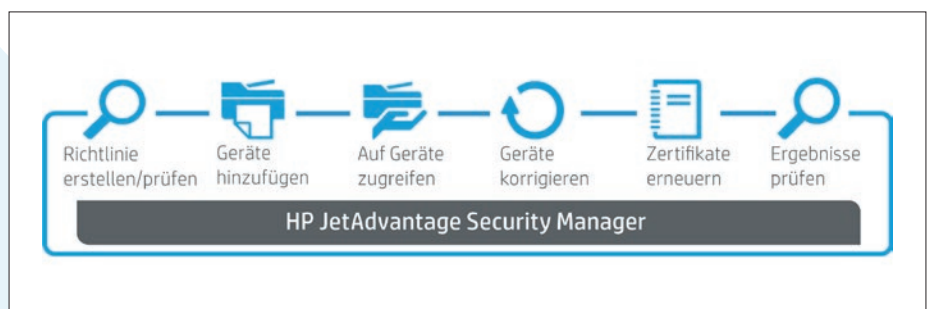 Richtlinie
erstellen/prüfen
Geräte
hinzufügen
Auf Geräte
zugreifen
Geräte
korrigieren
Zertifikate
erneuern
Ergebnisse
prüfen
HP JetAdvantage Security Manager